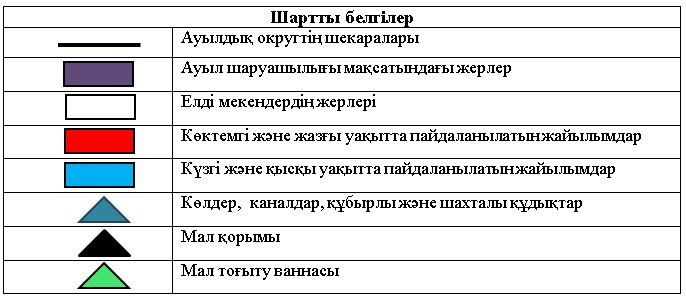 Шартты белгілер
Ауылдық округтің шекаралары
Ауыл шаруашылығы мақсатындағы жерлер
Елді мекендердің жерлері
Көктемгі және жазғы уақытта пайдаланылатын жайылымдар
Күзгі және қысқы уақытта пайдаланылатын жайылымдар
Көлдер, каналдар, құбырлы және шахталы құдықтар
Мал қорымы
Мал тоғыту ваннасы